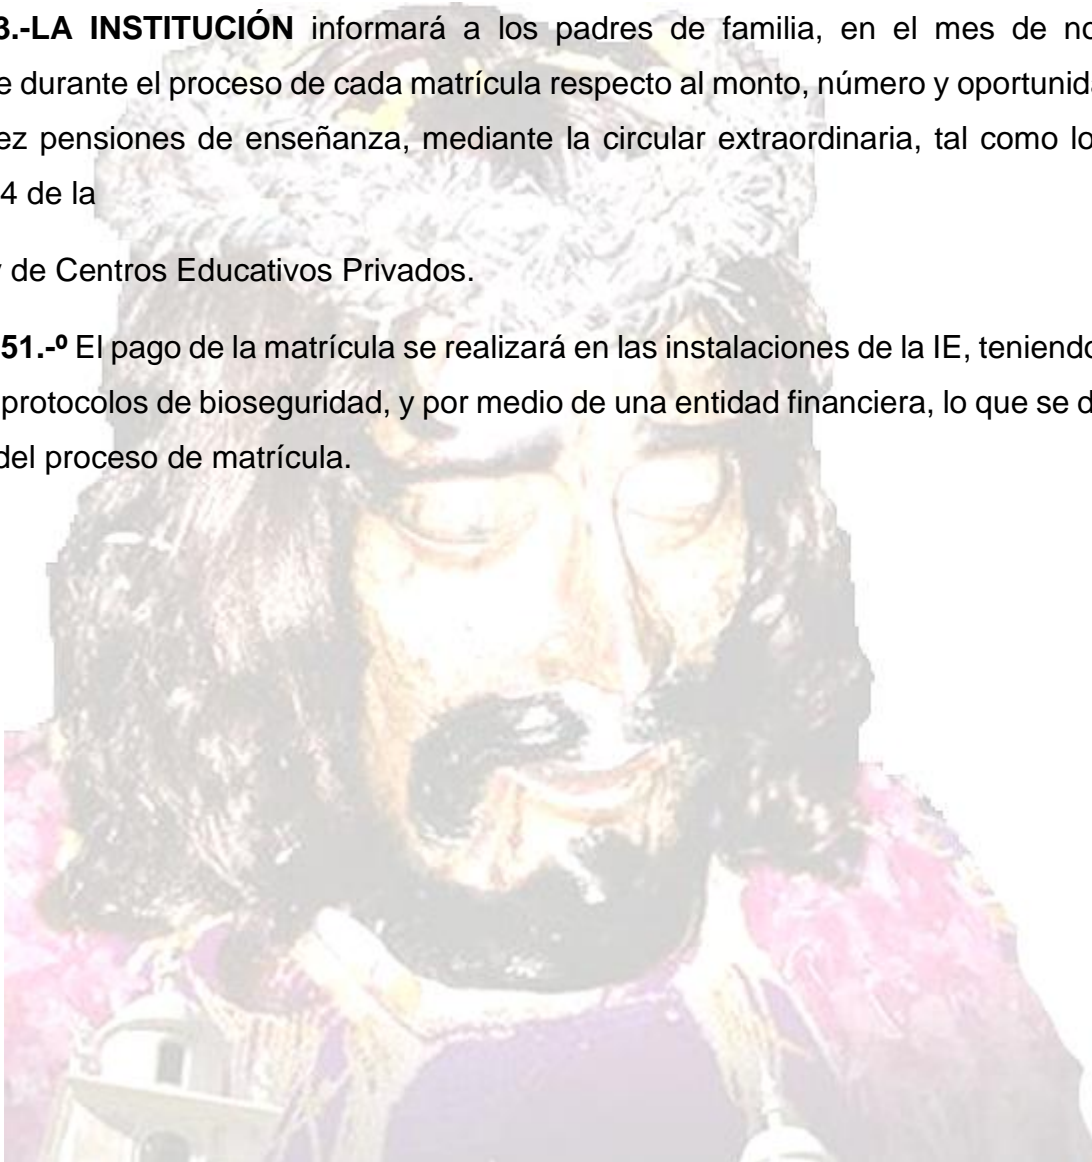 3.-LA INSTITUCIÓN informará a los padres de familia, en el mes de no
e durante el proceso de cada matrícula respecto al monto, número y oportunida
ez pensiones de enseñanza, mediante la circular extraordinaria, tal como lo
4 de la
y de Centros Educativos Privados.
51.-º El pago de la matrícula se realizará en las instalaciones de la IE, teniendo
protocolos de bioseguridad, y por medio de una entidad financiera, lo que se d
del proceso de matrícula.